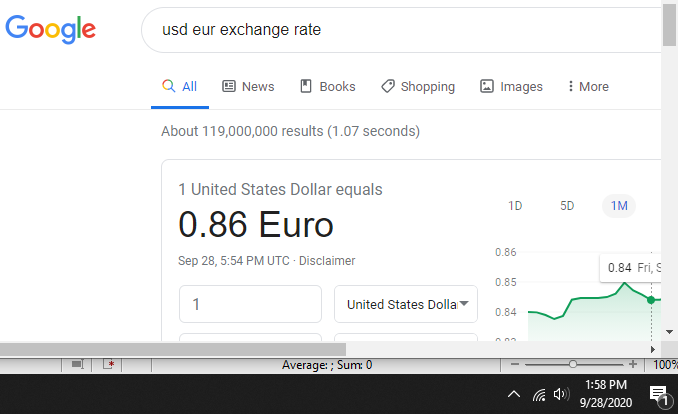 Google
usd eur exchange rate
All News Books Shopping Images More
About 119,000,000 results (1.07 seconds)
1 United States Dollar equals
0.86 Euro
Sep 28, 5:54 PM UTC · Disclaimer
1D 5D 1M
0.86
0.84 Fri, S
0.85
0.84
1 United States Dolla
Average: ; Sum: 0
100%
1:58 PM
9/28/2020
1